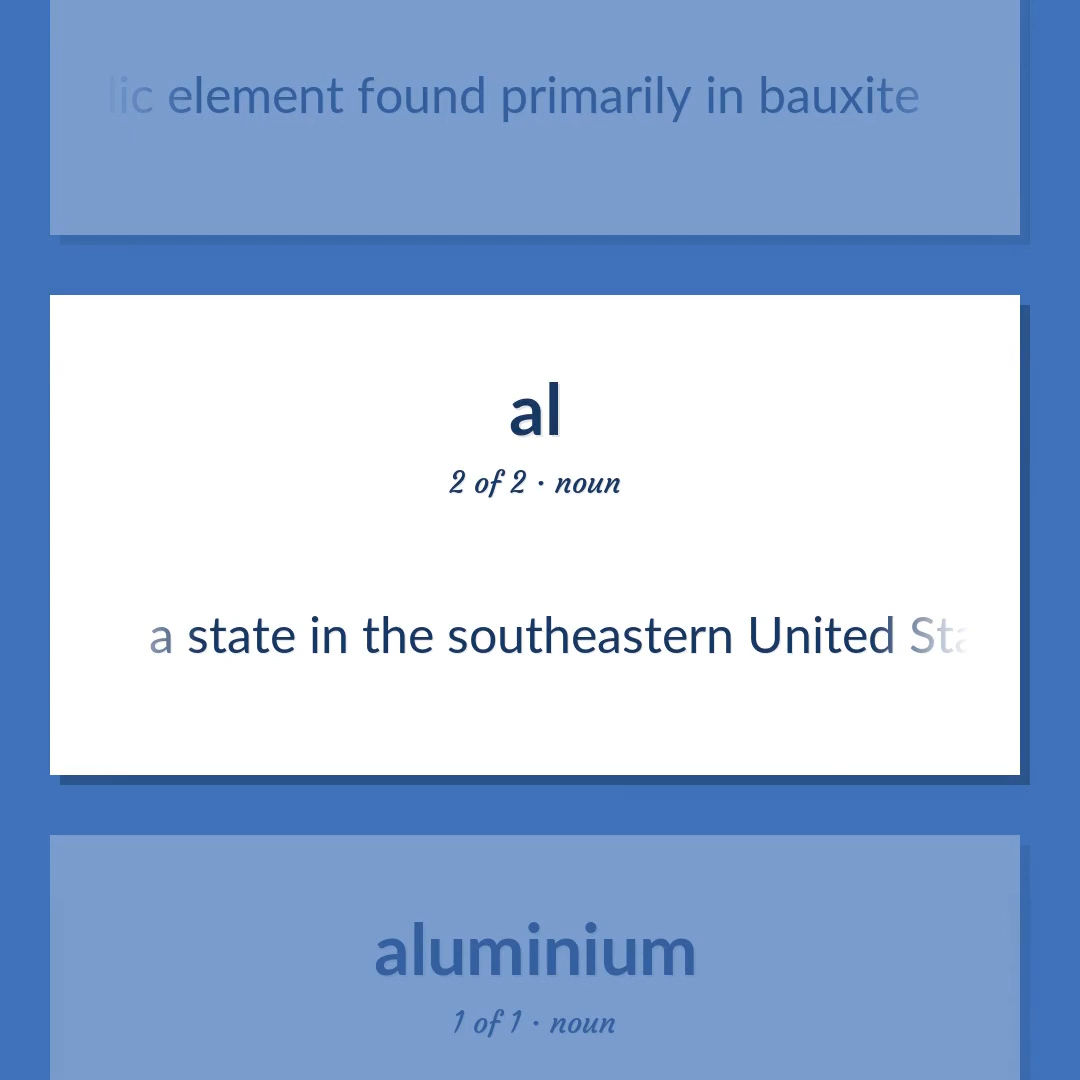 lic element found primarily in bauxite
al
2 of 2 · noun
a state in the southeastern United Sta
aluminium
1 of 1 · noun